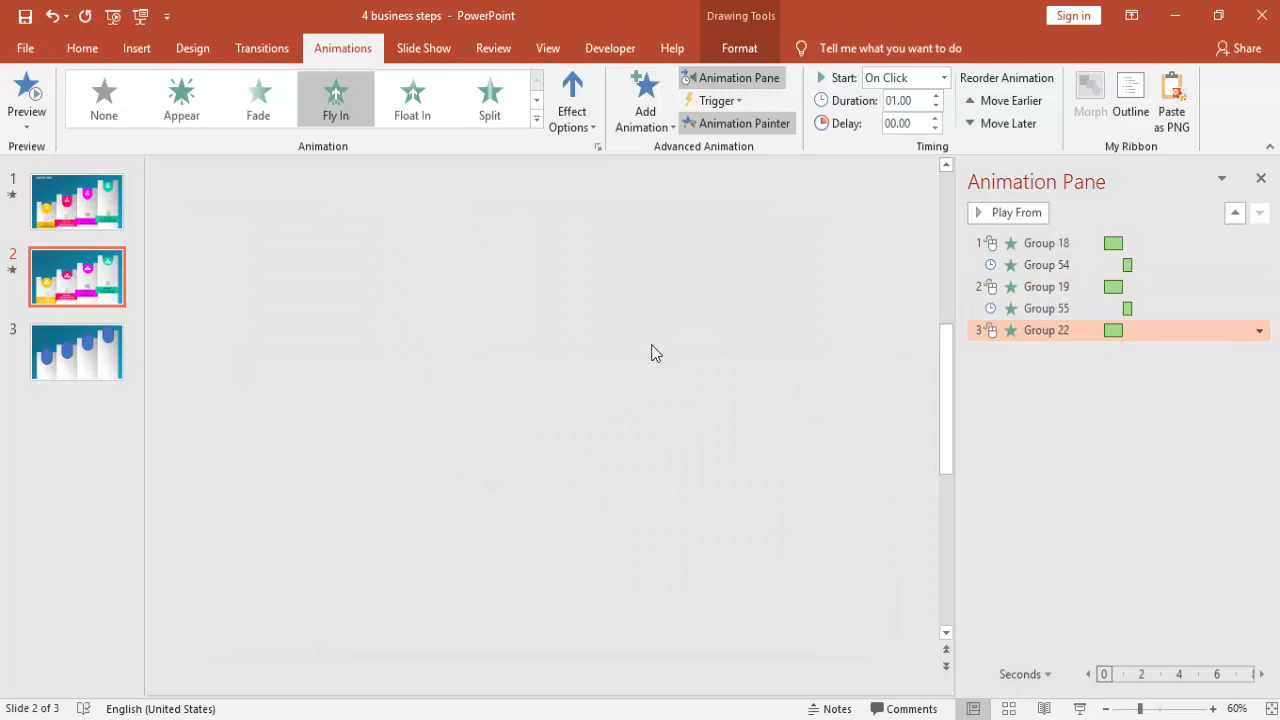 4 business steps - PowerPoint
Drawing Tools
Sign in
File Home Insert Design Transitions Animations Slide Show Review View Developer Help Format Tell me what you want to do Share
Preview
Preview
None Appear Fade Fly In Float In Split
Effect
Options
Animation
Add
Animation
Animation Pane
Trigger
Animation Painter
Advanced Animation
Start: On Click
Duration: 01.00
Delay: 00.00
Reorder Animation
Move Earlier
Move Later
Timing
Morph Outline Paste
as PNG
My Ribbon
1
2
3
Animation Pane
Play From
1 Group 18
Group 54
2 Group 19
Group 55
3 Group 22
Seconds 0 2 4 6
Slide 2 of 3 English (United States) Notes Comments 60%